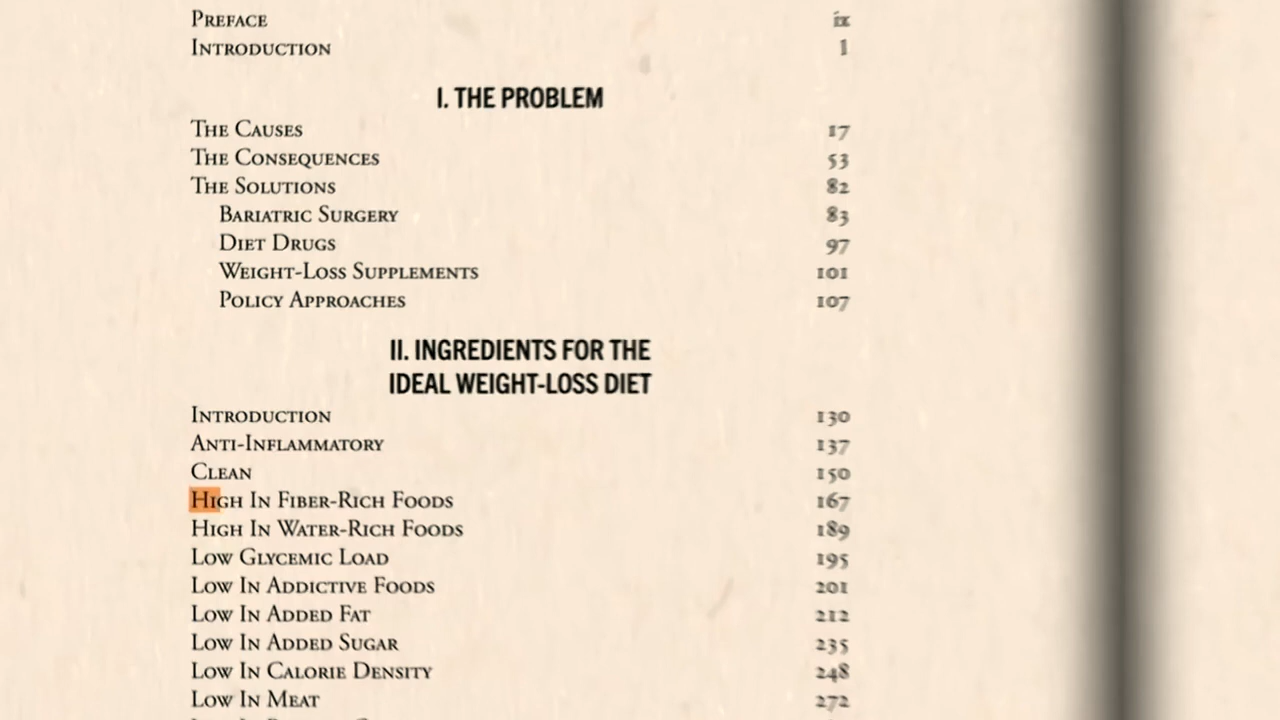 Preface ix
Introduction 1
I. THE PROBLEM
The Causes 17
The Consequences 53
The Solutions 82
Bariatric Surgery 83
Diet Drugs 97
Weight-Loss Supplements 101
Policy Approaches 107
II. INGREDIENTS FOR THE
IDEAL WEIGHT-LOSS DIET
Introduction 130
Anti-Inflammatory 137
Clean 150
High In Fiber-Rich Foods 167
High In Water-Rich Foods 189
Low Glycemic Load 195
Low In Addictive Foods 201
Low In Added Fat 212
Low In Added Sugar 235
Low In Calorie Density 248
Low In Meat 272